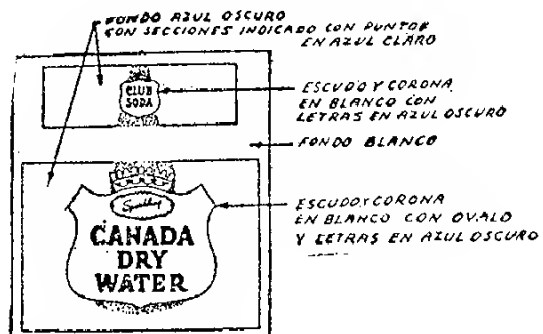 FONDO AZUL OSCURO
CON SECCIONES INDICADO CON PUNTOS
EN AZUL CLARO
CLUB
SODA
ESCUDO Y CORONA
EN BLANCO CON
LETRAS EN AZUL OSCURO
FONDO BLANCO
Sparkling
CANADA
DRY
WATER
ESCUDO Y CORONA
EN BLANCO CON OVALO
Y LETRAS EN AZUL OSCURO